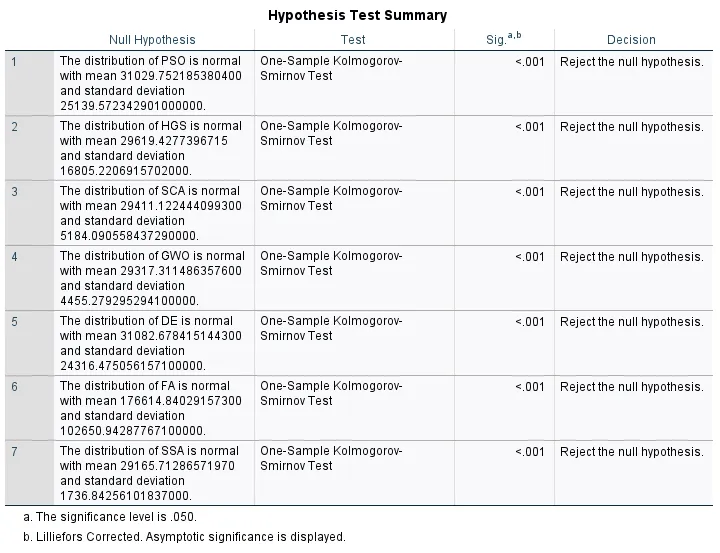 Hypothesis Test Summary
Null Hypothesis Test Sig.a,b Decision
1 The distribution of PSO is normal One-Sample Kolmogorov- <.001 Reject the null hypothesis.
with mean 31029.752185380400 Smirnov Test
and standard deviation
25139.572342901000000.
2 The distribution of HGS is normal One-Sample Kolmogorov- <.001 Reject the null hypothesis.
with mean 29619.4277396715 Smirnov Test
and standard deviation
16805.2206915702000.
3 The distribution of SCA is normal One-Sample Kolmogorov- <.001 Reject the null hypothesis.
with mean 29411.122444099300 Smirnov Test
and standard deviation
5184.090558437290000.
4 The distribution of GWO is normal One-Sample Kolmogorov- <.001 Reject the null hypothesis.
with mean 29317.311486357600 Smirnov Test
and standard deviation
4455.279295294100000.
5 The distribution of DE is normal One-Sample Kolmogorov- <.001 Reject the null hypothesis.
with mean 31082.678415144300 Smirnov Test
and standard deviation
24316.475056157100000.
6 The distribution of FA is normal One-Sample Kolmogorov- <.001 Reject the null hypothesis.
with mean 176614.84029157300 Smirnov Test
and standard deviation
102650.94287767100000.
7 The distribution of SSA is normal One-Sample Kolmogorov- <.001 Reject the null hypothesis.
with mean 29165.71286571970 Smirnov Test
and standard deviation
1736.84256101837000.
a. The significance level is .050.
b. Lilliefors Corrected. Asymptotic significance is displayed.